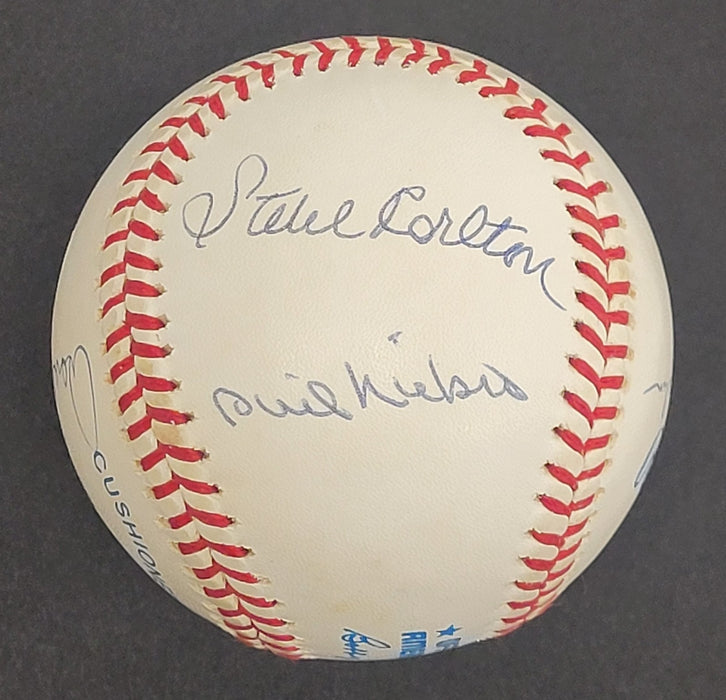 Steve Carlton
Phil Niekro
CUSHION